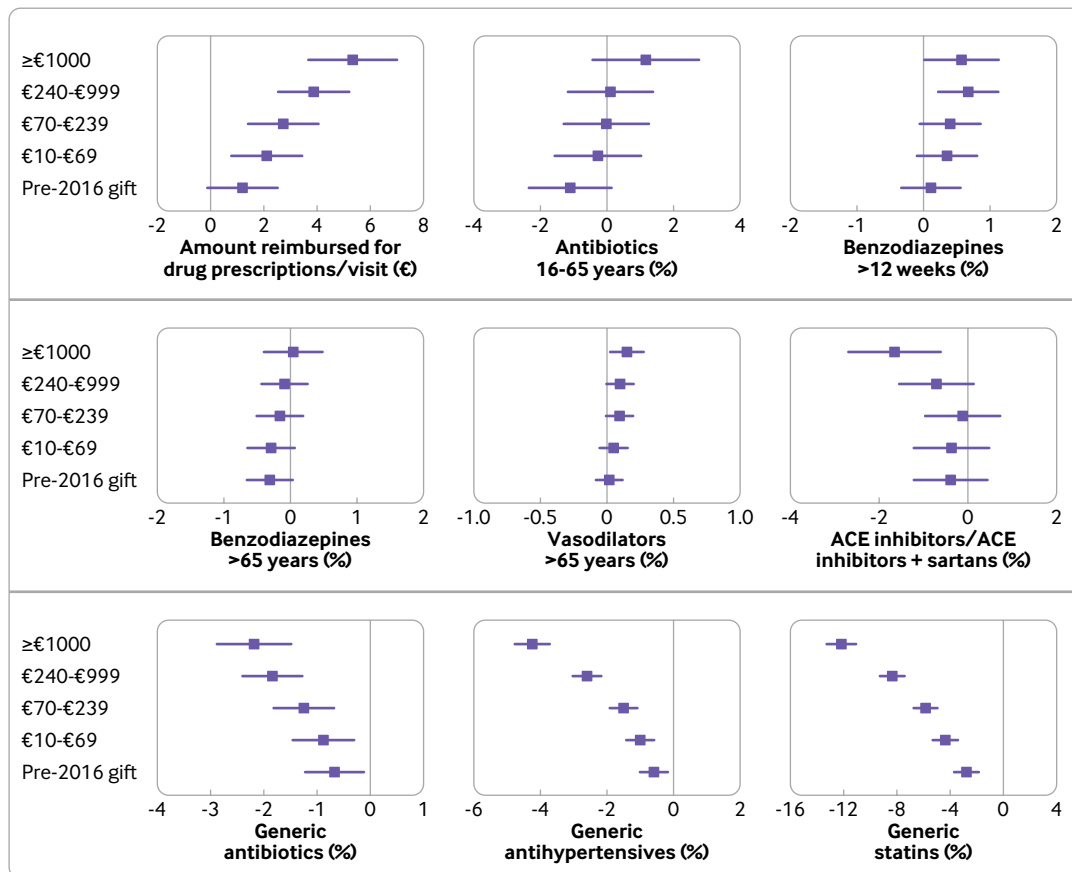 ≥€1000
€240-€999
€70-€239
€10-€69
Pre-2016 gift
-2 0 2 4 6 8
Amount reimbursed for
drug prescriptions/visit (€)
-4 -2 0 2 4
Antibiotics
16-65 years (%)
-2 -1 0 1 2
Benzodiazepines
>12 weeks (%)
≥€1000
€240-€999
€70-€239
€10-€69
Pre-2016 gift
-2 -1 0 1 2
Benzodiazepines
>65 years (%)
-1.0 -0.5 0 0.5 1.0
Vasodilators
>65 years (%)
-4 -2 0 2
ACE inhibitors/ACE
inhibitors + sartans (%)
≥€1000
€240-€999
€70-€239
€10-€69
Pre-2016 gift
-4 -3 -2 -1 0 1
Generic
antibiotics (%)
-6 -4 -2 0 2
Generic
antihypertensives (%)
-16 -12 -8 -4 0 4
Generic
statins (%)